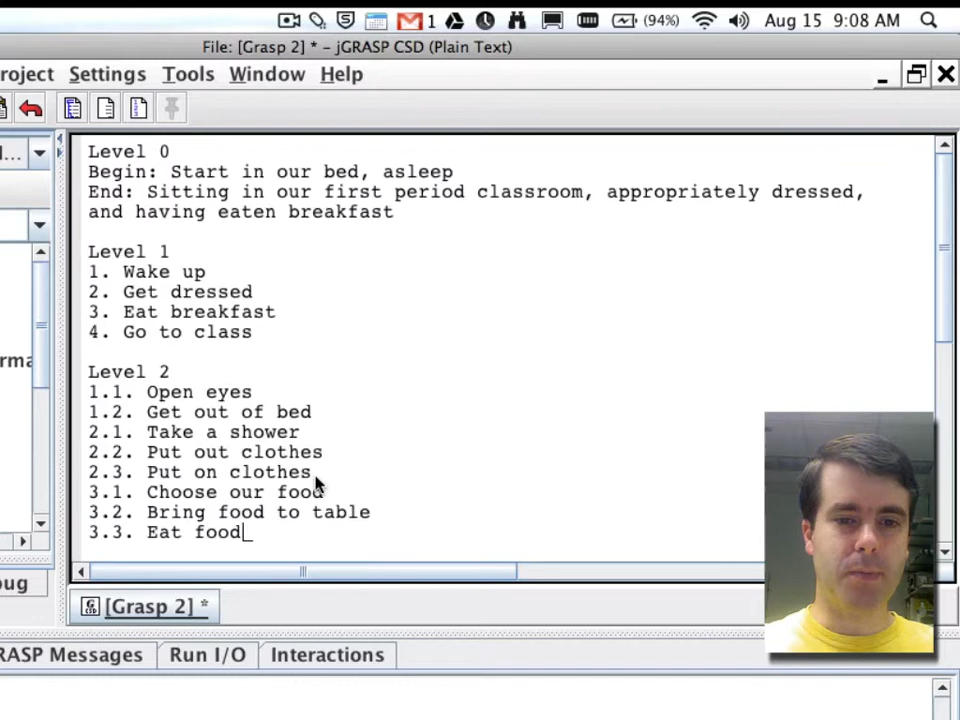 1 (94%) Aug 15 9:08 AM
File: [Grasp 2] * - jGRASP CSD (Plain Text)
roject Settings Tools Window Help
Level 0
Begin: Start in our bed, asleep
End: Sitting in our first period classroom, appropriately dressed,
and having eaten breakfast
Level 1
1. Wake up
2. Get dressed
3. Eat breakfast
4. Go to class
Level 2
1.1. Open eyes
1.2. Get out of bed
2.1. Take a shower
2.2. Put out clothes
2.3. Put on clothes
3.1. Choose our food
3.2. Bring food to table
3.3. Eat food
d...
rma
ug
[Grasp 2] *
RASP Messages Run I/O Interactions